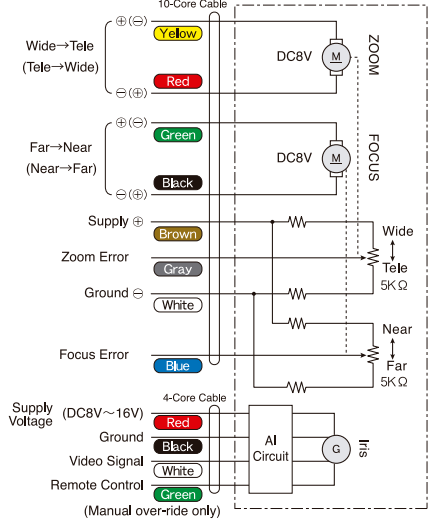 10-Core Cable
⊕(⊖)
Yellow
Wide→Tele
(Tele→Wide)
DC8V
M
ZOOM
Red
⊖(⊕)
⊕(⊖)
Green
Far→Near
(Near→Far)
DC8V
M
FOCUS
Black
⊖(⊕)
Supply ⊕
Brown
Wide
Zoom Error
Gray
Tele
5KΩ
Ground ⊖
White
Near
Focus Error
Blue
Far
5KΩ
4-Core Cable
Supply Voltage
(DC8V～16V)
Red
Ground
Black
AI Circuit
G
Iris
Video Signal
White
Remote Control
Green
(Manual over-ride only)